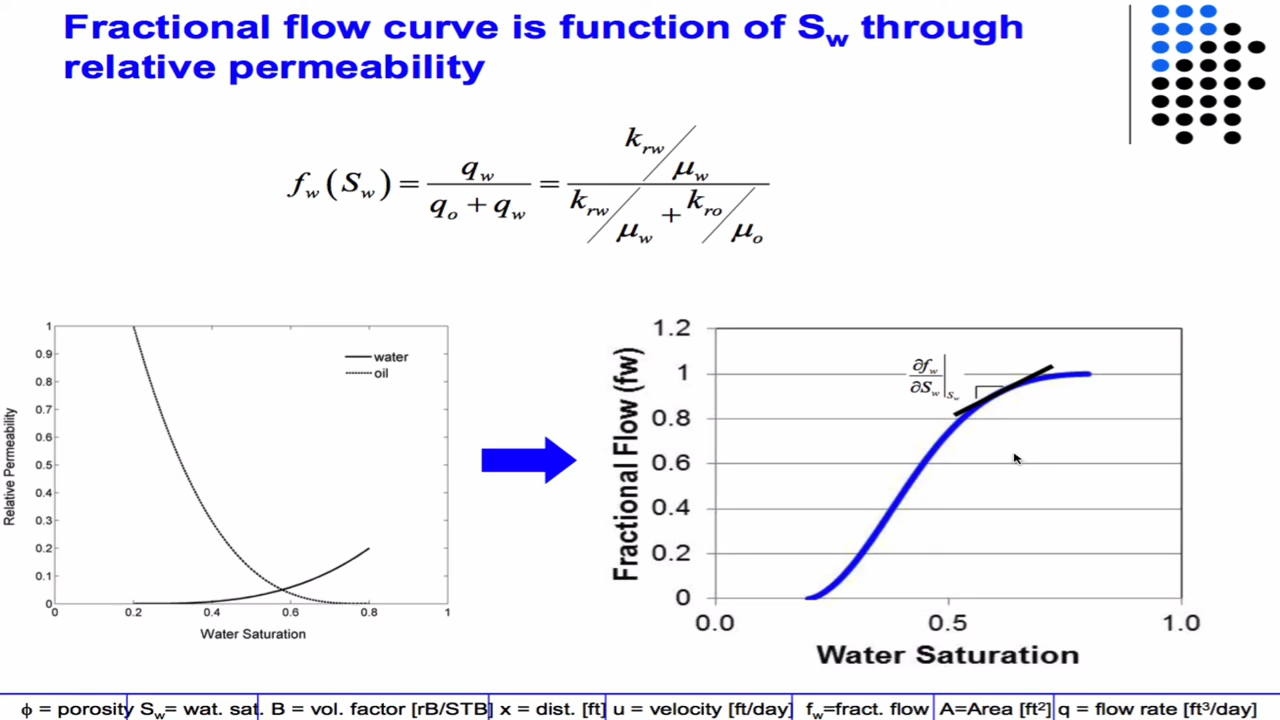 Fractional flow curve is function of Sw through
relative permeability
fw(Sw) = qw / (qo + qw) = (krw/μw) / (krw/μw + kro/μo)
1
0.9
0.8
0.7
0.6
0.5
0.4
0.3
0.2
0.1
0
0 0.2 0.4 0.6 0.8 1
Relative Permeability
Water Saturation
water
oil
Fractional Flow (fw)
1.2
1
0.8
0.6
0.4
0.2
0
0.0 0.5 1.0
Water Saturation
∂fw/∂Sw|Sw
ϕ = porosity Sw= wat. sat. B = vol. factor [rB/STB] x = dist. [ft] u = velocity [ft/day] fw=fract. flow A=Area [ft²] q = flow rate [ft³/day]